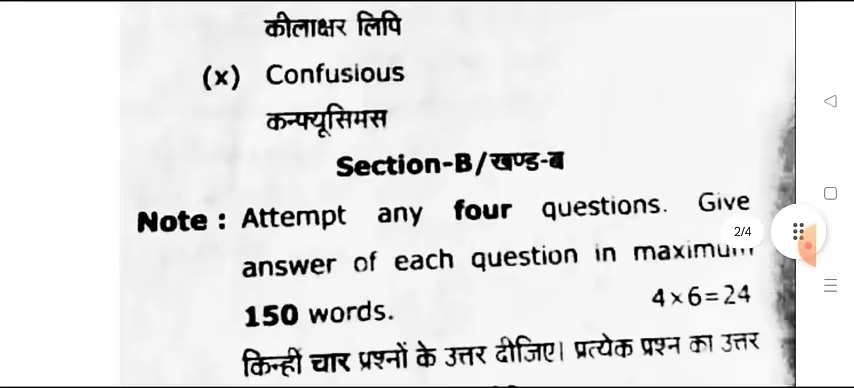 कीलाक्षर लिपि
(x) Confusious
कन्फ्यूसिमस
Section-B/खण्ड-ब
Note : Attempt any four questions. Give
2/4
answer of each question in maximum
150 words. 4×6=24
किन्हीं चार प्रश्नों के उत्तर दीजिए। प्रत्येक प्रश्न का उत्तर